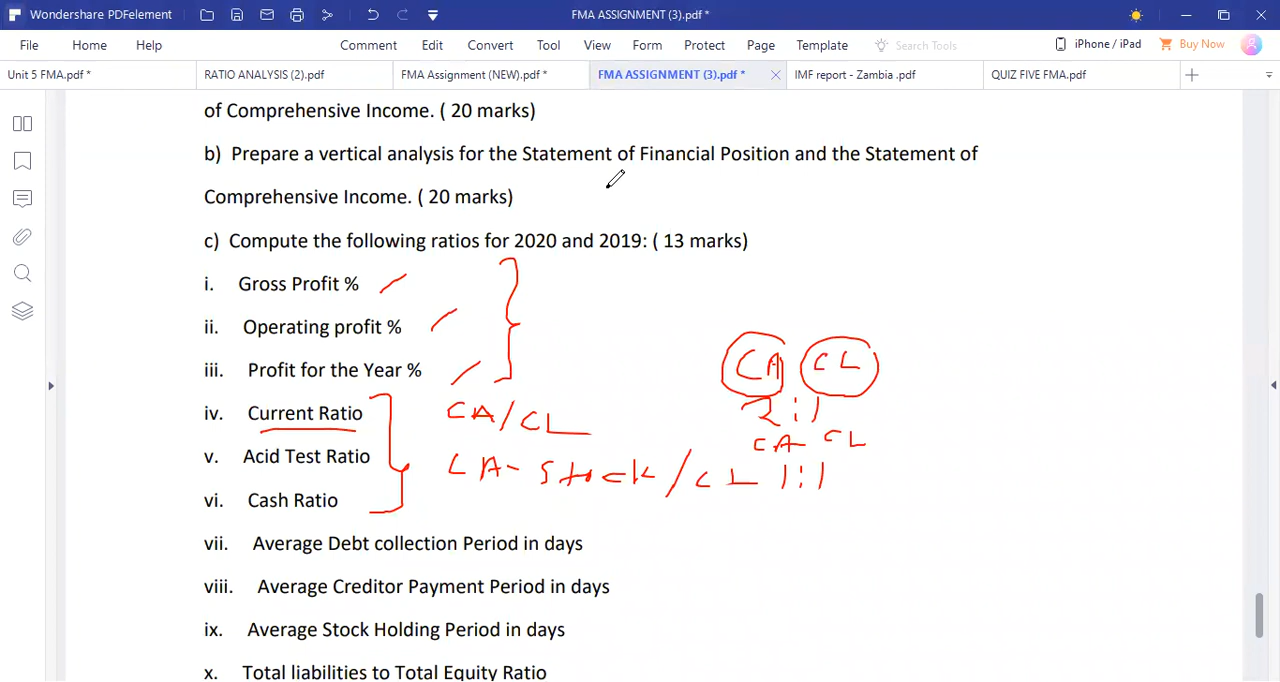 Wondershare PDFelement
FMA ASSIGNMENT (3).pdf *
File Home Help Comment Edit Convert Tool View Form Protect Page Template Search Tools iPhone / iPad Buy Now
Unit 5 FMA.pdf * RATIO ANALYSIS (2).pdf FMA Assignment (NEW).pdf * FMA ASSIGNMENT (3).pdf * IMF report - Zambia .pdf QUIZ FIVE FMA.pdf
of Comprehensive Income. ( 20 marks)
b) Prepare a vertical analysis for the Statement of Financial Position and the Statement of
Comprehensive Income. ( 20 marks)
c) Compute the following ratios for 2020 and 2019: ( 13 marks)
i. Gross Profit %
ii. Operating profit %
iii. Profit for the Year %
CA CL
iv. Current Ratio CA/CL 2:1
CA CL
v. Acid Test Ratio CA- Stock/CL 1:1
vi. Cash Ratio
vii. Average Debt collection Period in days
viii. Average Creditor Payment Period in days
ix. Average Stock Holding Period in days
x. Total liabilities to Total Equity Ratio